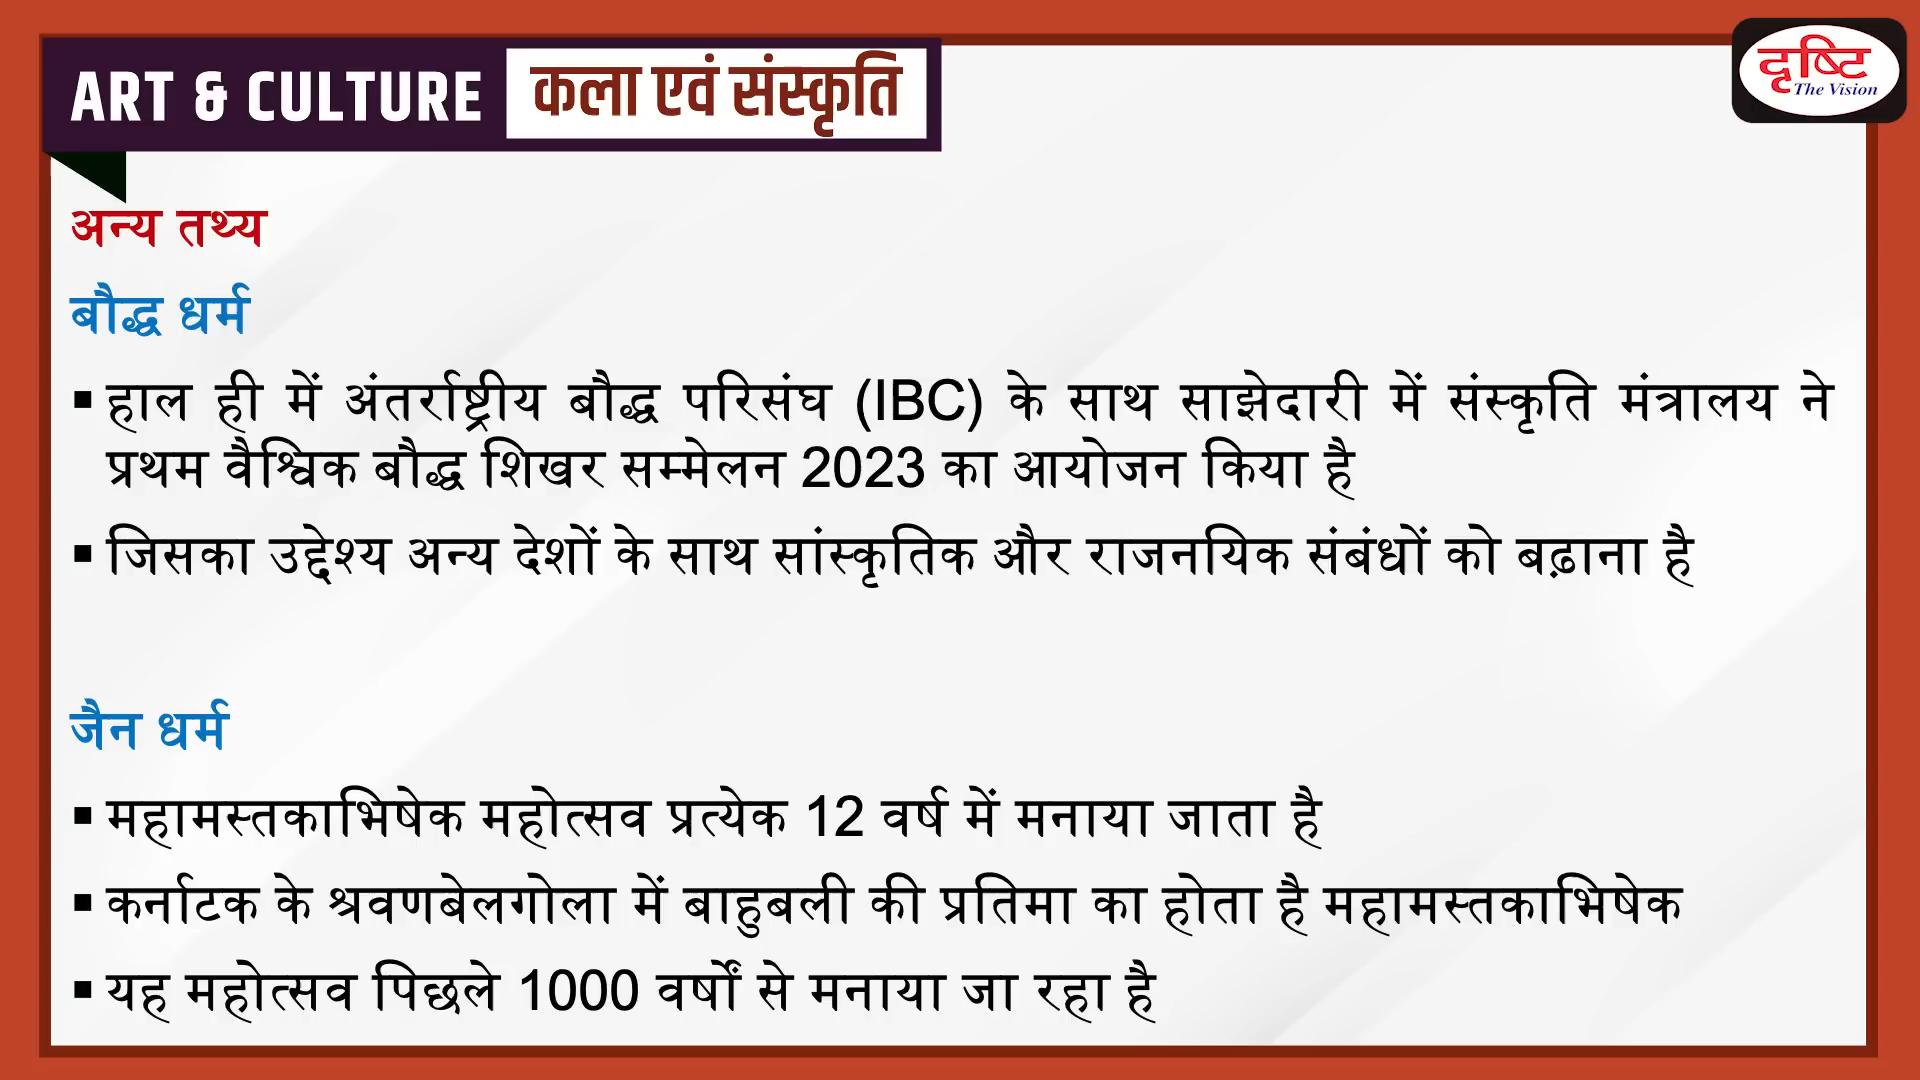 ART & CULTURE कला एवं संस्कृति
दृष्टि
The Vision
अन्य तथ्य
बौद्ध धर्म
▪ हाल ही में अंतर्राष्ट्रीय बौद्ध परिसंघ (IBC) के साथ साझेदारी में संस्कृति मंत्रालय ने
प्रथम वैश्विक बौद्ध शिखर सम्मेलन 2023 का आयोजन किया है
▪ जिसका उद्देश्य अन्य देशों के साथ सांस्कृतिक और राजनयिक संबंधों को बढ़ाना है
जैन धर्म
▪ महामस्तकाभिषेक महोत्सव प्रत्येक 12 वर्ष में मनाया जाता है
▪ कर्नाटक के श्रवणबेलगोला में बाहुबली की प्रतिमा का होता है महामस्तकाभिषेक
▪ यह महोत्सव पिछले 1000 वर्षों से मनाया जा रहा है